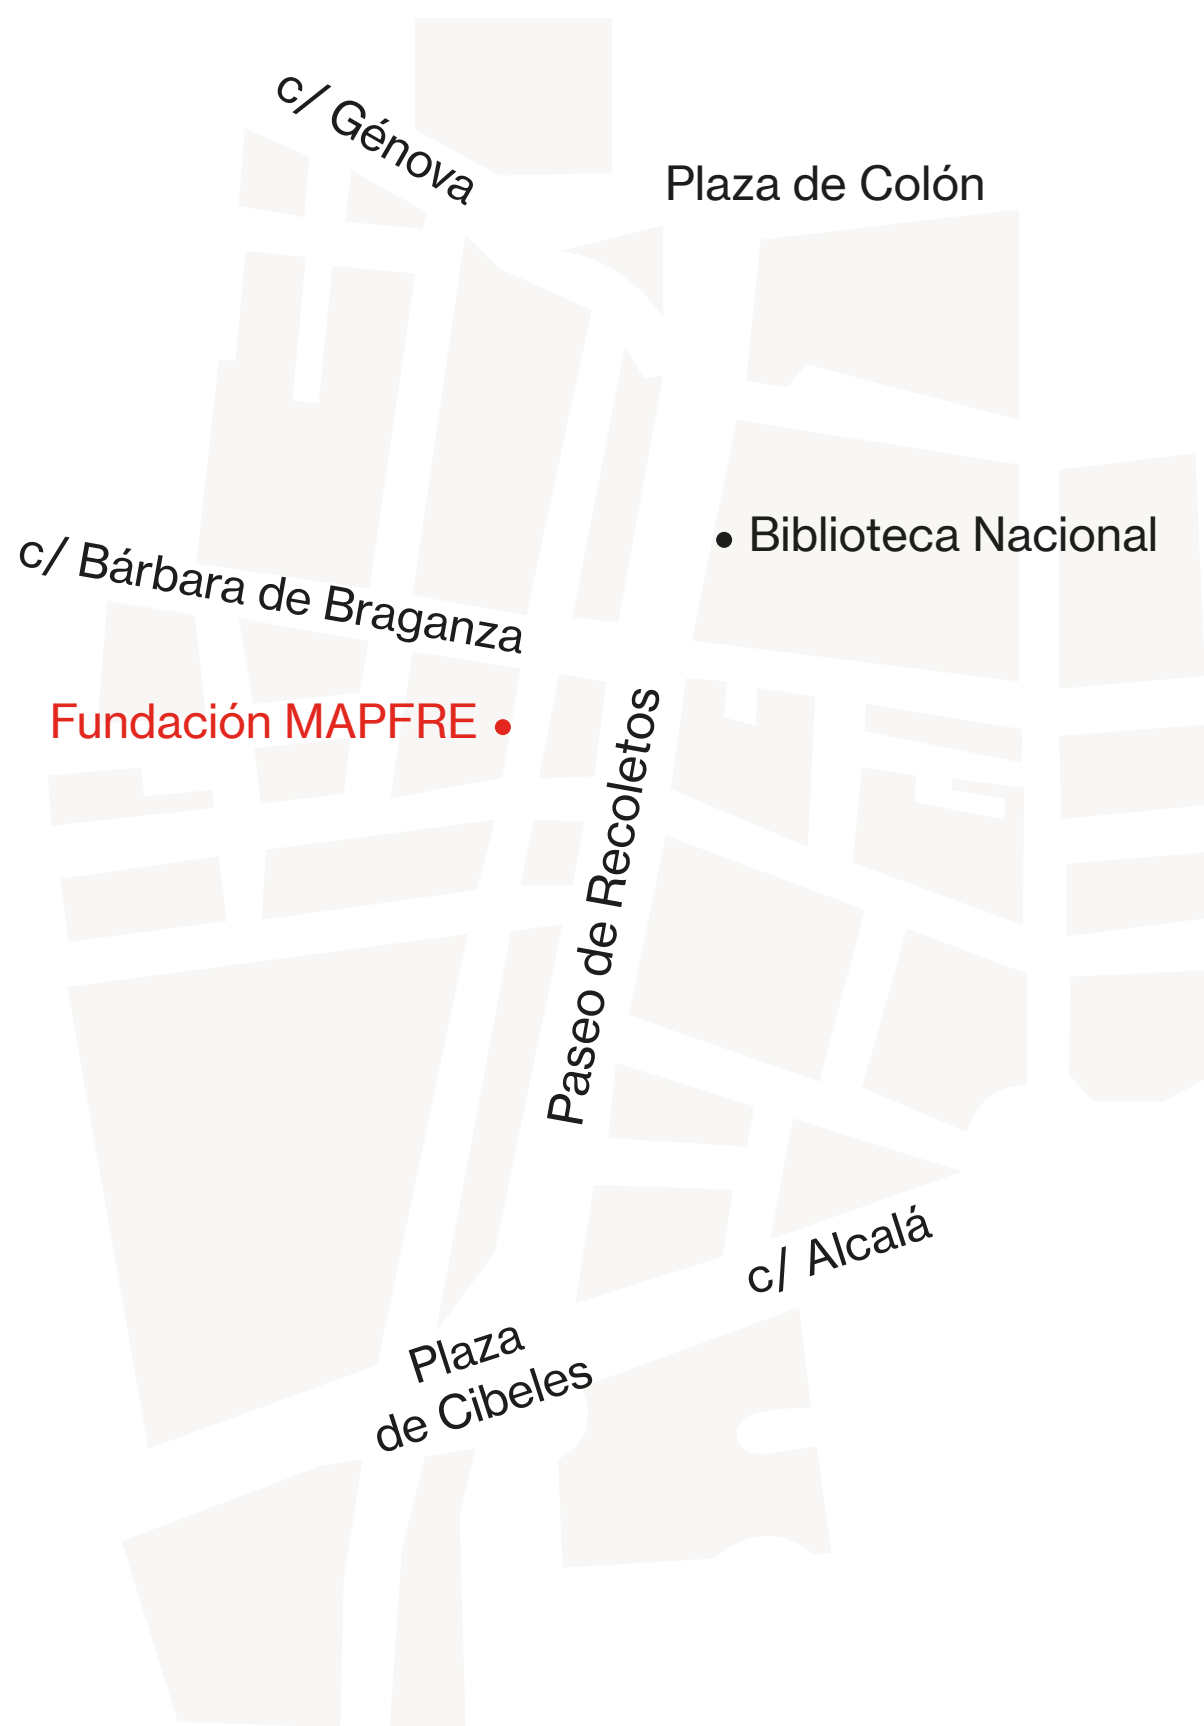 c/ Génova
Plaza de Colón
• Biblioteca Nacional
c/ Bárbara de Braganza
Fundación MAPFRE •
Paseo de Recoletos
c/ Alcalá
Plaza
de Cibeles